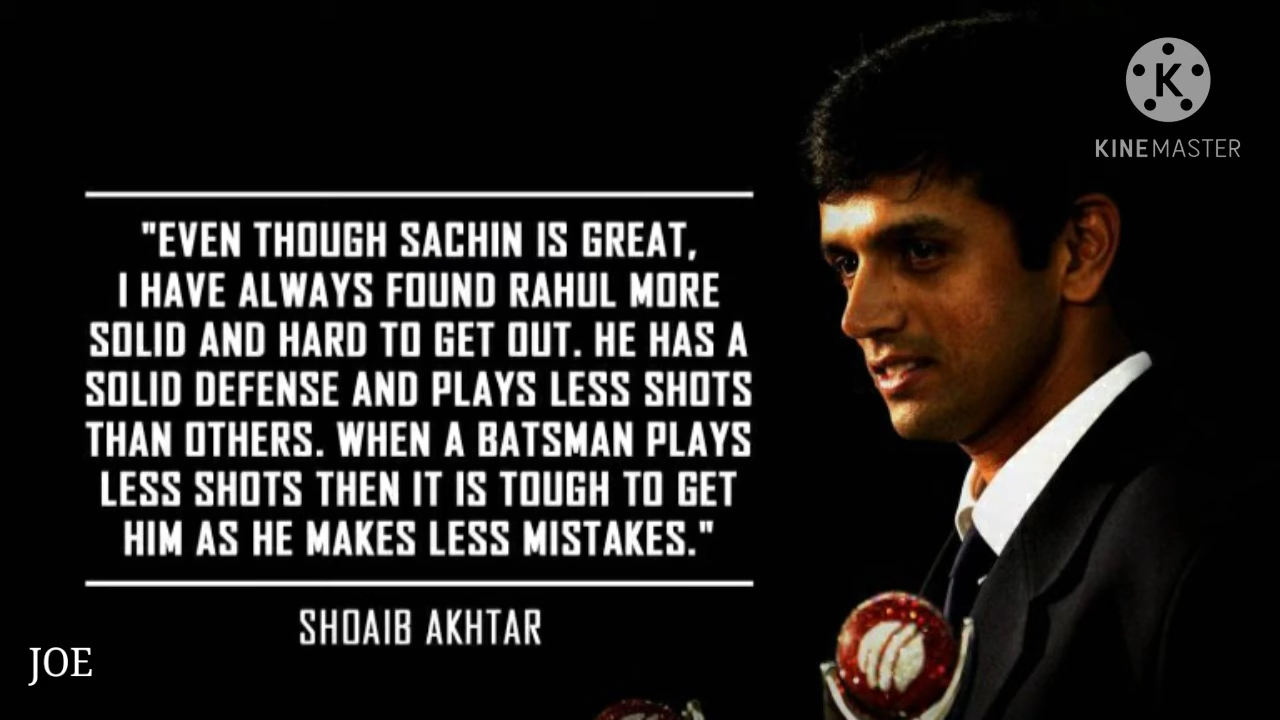 K
KINEMASTER
"EVEN THOUGH SACHIN IS GREAT,
I HAVE ALWAYS FOUND RAHUL MORE
SOLID AND HARD TO GET OUT. HE HAS A
SOLID DEFENSE AND PLAYS LESS SHOTS
THAN OTHERS. WHEN A BATSMAN PLAYS
LESS SHOTS THEN IT IS TOUGH TO GET
HIM AS HE MAKES LESS MISTAKES."
SHOAIB AKHTAR
JOE